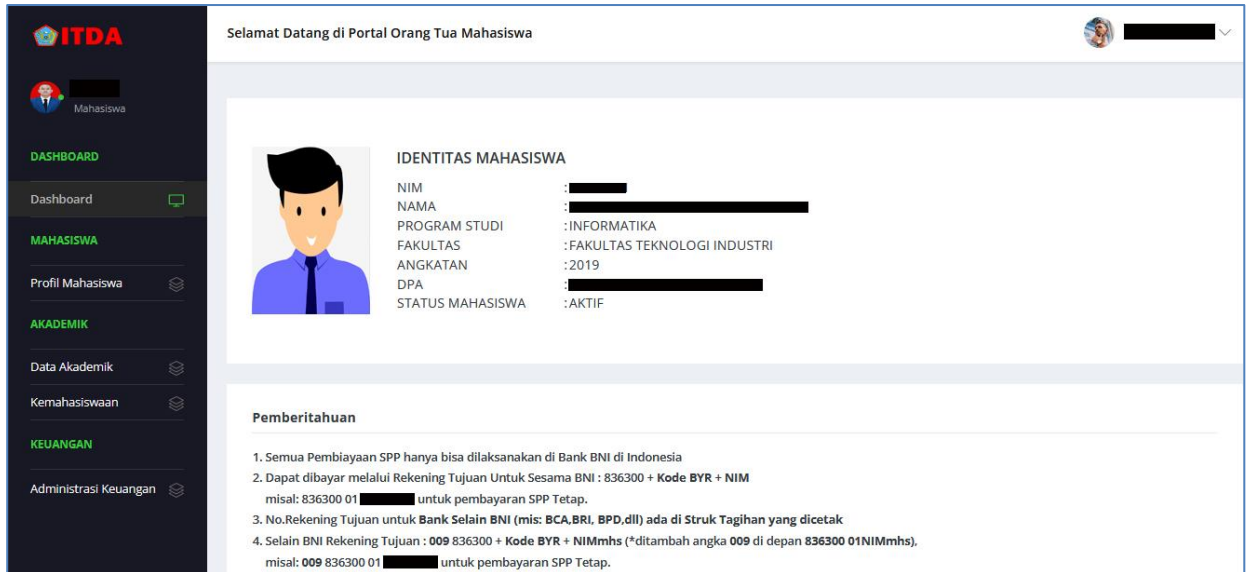 ITDA
Mahasiswa
DASHBOARD
Dashboard
MAHASISWA
Profil Mahasiswa
AKADEMIK
Data Akademik
Kemahasiswaan
KEUANGAN
Administrasi Keuangan
Selamat Datang di Portal Orang Tua Mahasiswa
IDENTITAS MAHASISWA
NIM :
NAMA :
PROGRAM STUDI : INFORMATIKA
FAKULTAS : FAKULTAS TEKNOLOGI INDUSTRI
ANGKATAN : 2019
DPA :
STATUS MAHASISWA : AKTIF
Pemberitahuan
1. Semua Pembiayaan SPP hanya bisa dilaksanakan di Bank BNI di Indonesia
2. Dapat dibayar melalui Rekening Tujuan Untuk Sesama BNI : 836300 + Kode BYR + NIM
misal: 836300 01 untuk pembayaran SPP Tetap.
3. No.Rekening Tujuan untuk Bank Selain BNI (mis: BCA,BRI, BPD,dll) ada di Struk Tagihan yang dicetak
4. Selain BNI Rekening Tujuan : 009 836300 + Kode BYR + NIMmhs (*ditambah angka 009 di depan 836300 01NIMmhs),
misal: 009 836300 01 untuk pembayaran SPP Tetap.